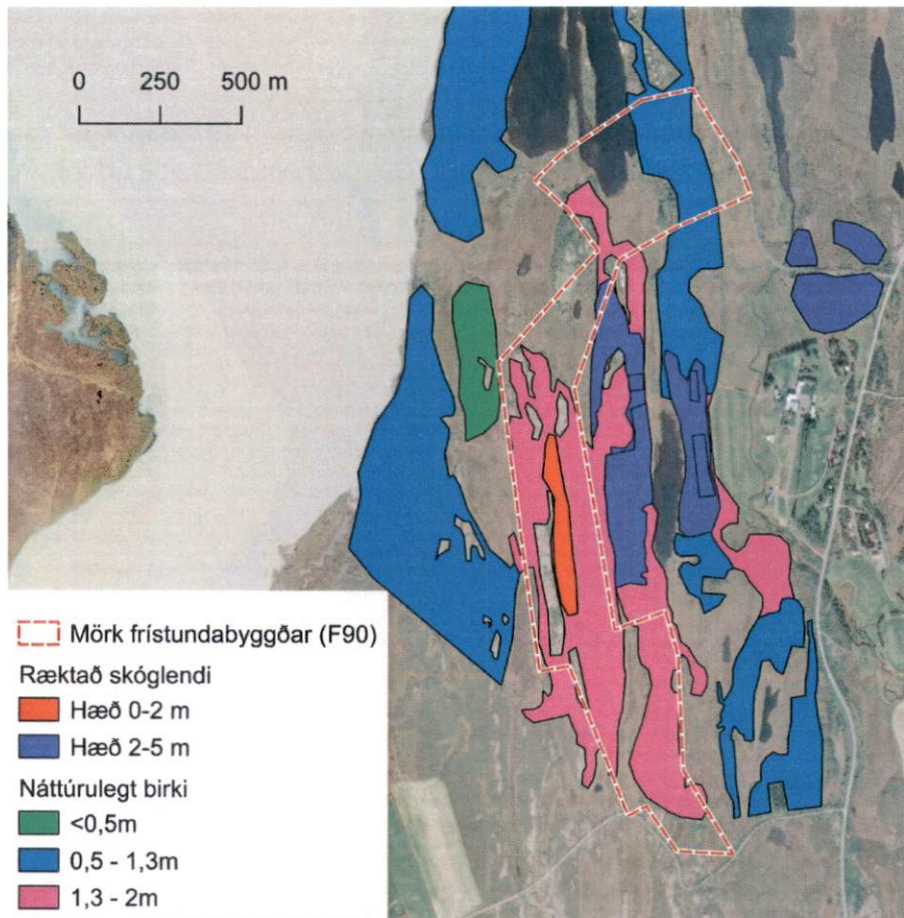 0 250 500 m
Mörk frístundabyggðar (F90)
Ræktað skóglendi
Hæð 0-2 m
Hæð 2-5 m
Náttúrulegt birki
<0,5m
0,5 - 1,3m
1,3 - 2m